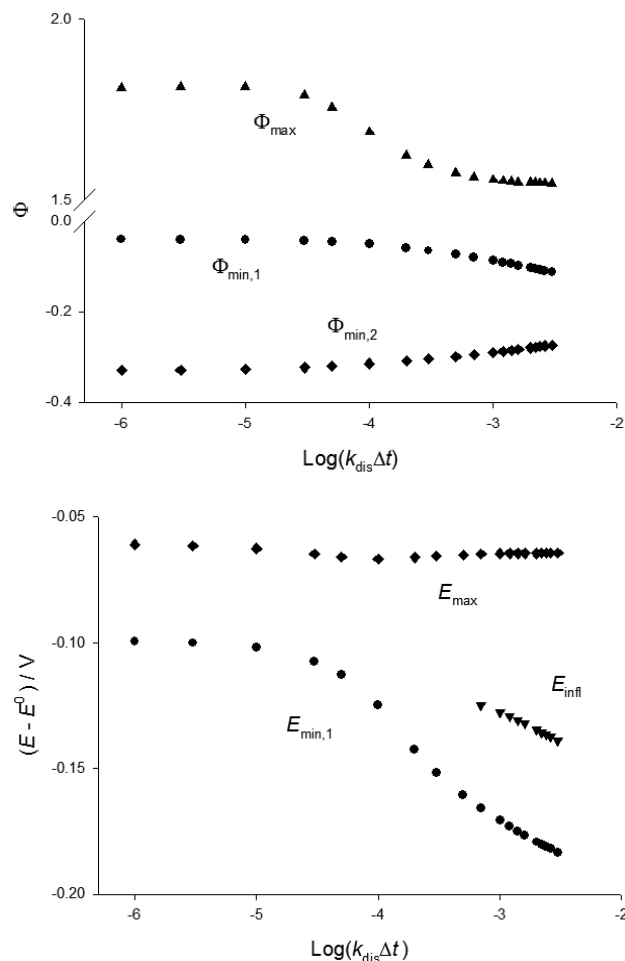 2.0
Φmax
1.5
0.0
Φ
Φmin,1
-0.2
Φmin,2
-0.4
-6 -5 -4 -3 -2
Log(kdisΔt)
-0.05
Emax
-0.10
(E - E0) / V
Einfl
Emin,1
-0.15
-0.20
-6 -5 -4 -3 -2
Log(kdisΔt)